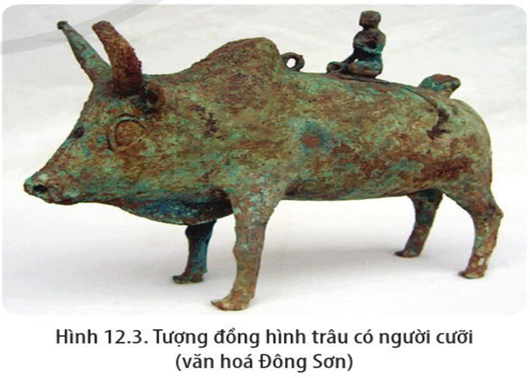 Hình 12.3. Tượng đồng hình trâu có người cưỡi
(văn hoá Đông Sơn)